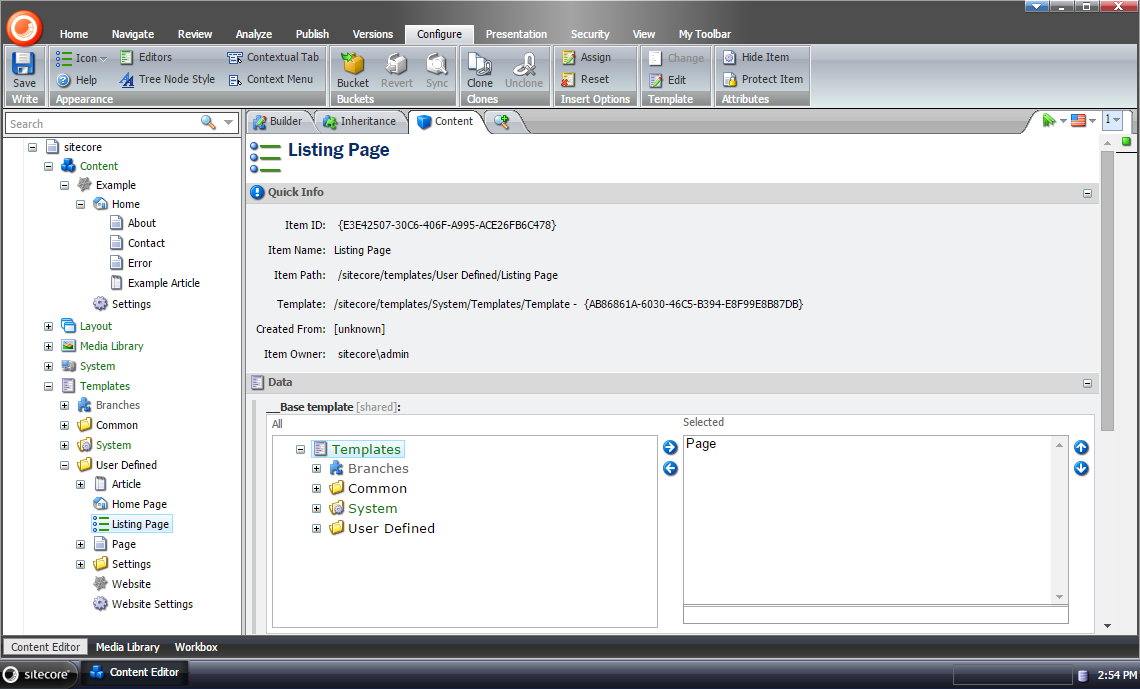 Home Navigate Review Analyze Publish Versions Configure Presentation Security View My Toolbar
Icon Editors Contextual Tab Assign Change Hide Item
Help Tree Node Style Context Menu Reset Edit Protect Item
Save Bucket Revert Sync Clone Unclone
Write Appearance Buckets Clones Insert Options Template Attributes
Search
Builder Inheritance Content 1
sitecore
Content
Example
Home
About
Contact
Error
Example Article
Settings
Layout
Media Library
System
Templates
Branches
Common
System
User Defined
Article
Home Page
Listing Page
Page
Settings
Website
Website Settings
Listing Page
Quick Info
Item ID: {E3E42507-30C6-406F-A995-ACE26FB6C478}
Item Name: Listing Page
Item Path: /sitecore/templates/User Defined/Listing Page
Template: /sitecore/templates/System/Templates/Template - {AB86861A-6030-46C5-B394-E8F99E8B87DB}
Created From: [unknown]
Item Owner: sitecore\admin
Data
__Base template [shared]:
All Selected
Templates
Branches
Common
System
User Defined
Page
Content Editor Media Library Workbox
sitecore Content Editor 2:54 PM